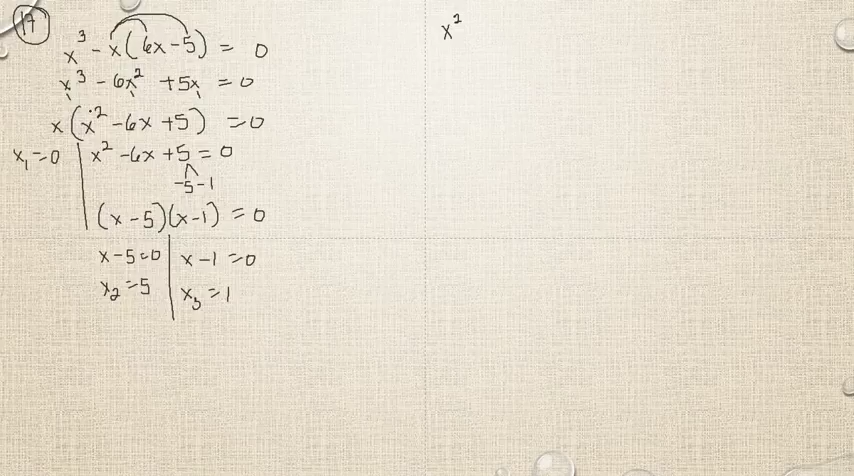 17
x³ - x(6x - 5) = 0
x³ - 6x² + 5x = 0
x(x² - 6x + 5) = 0
x₁ = 0 | x² - 6x + 5 = 0
-5 -1
(x - 5)(x - 1) = 0
x - 5 = 0 | x - 1 = 0
x₂ = 5 | x₃ = 1
x²